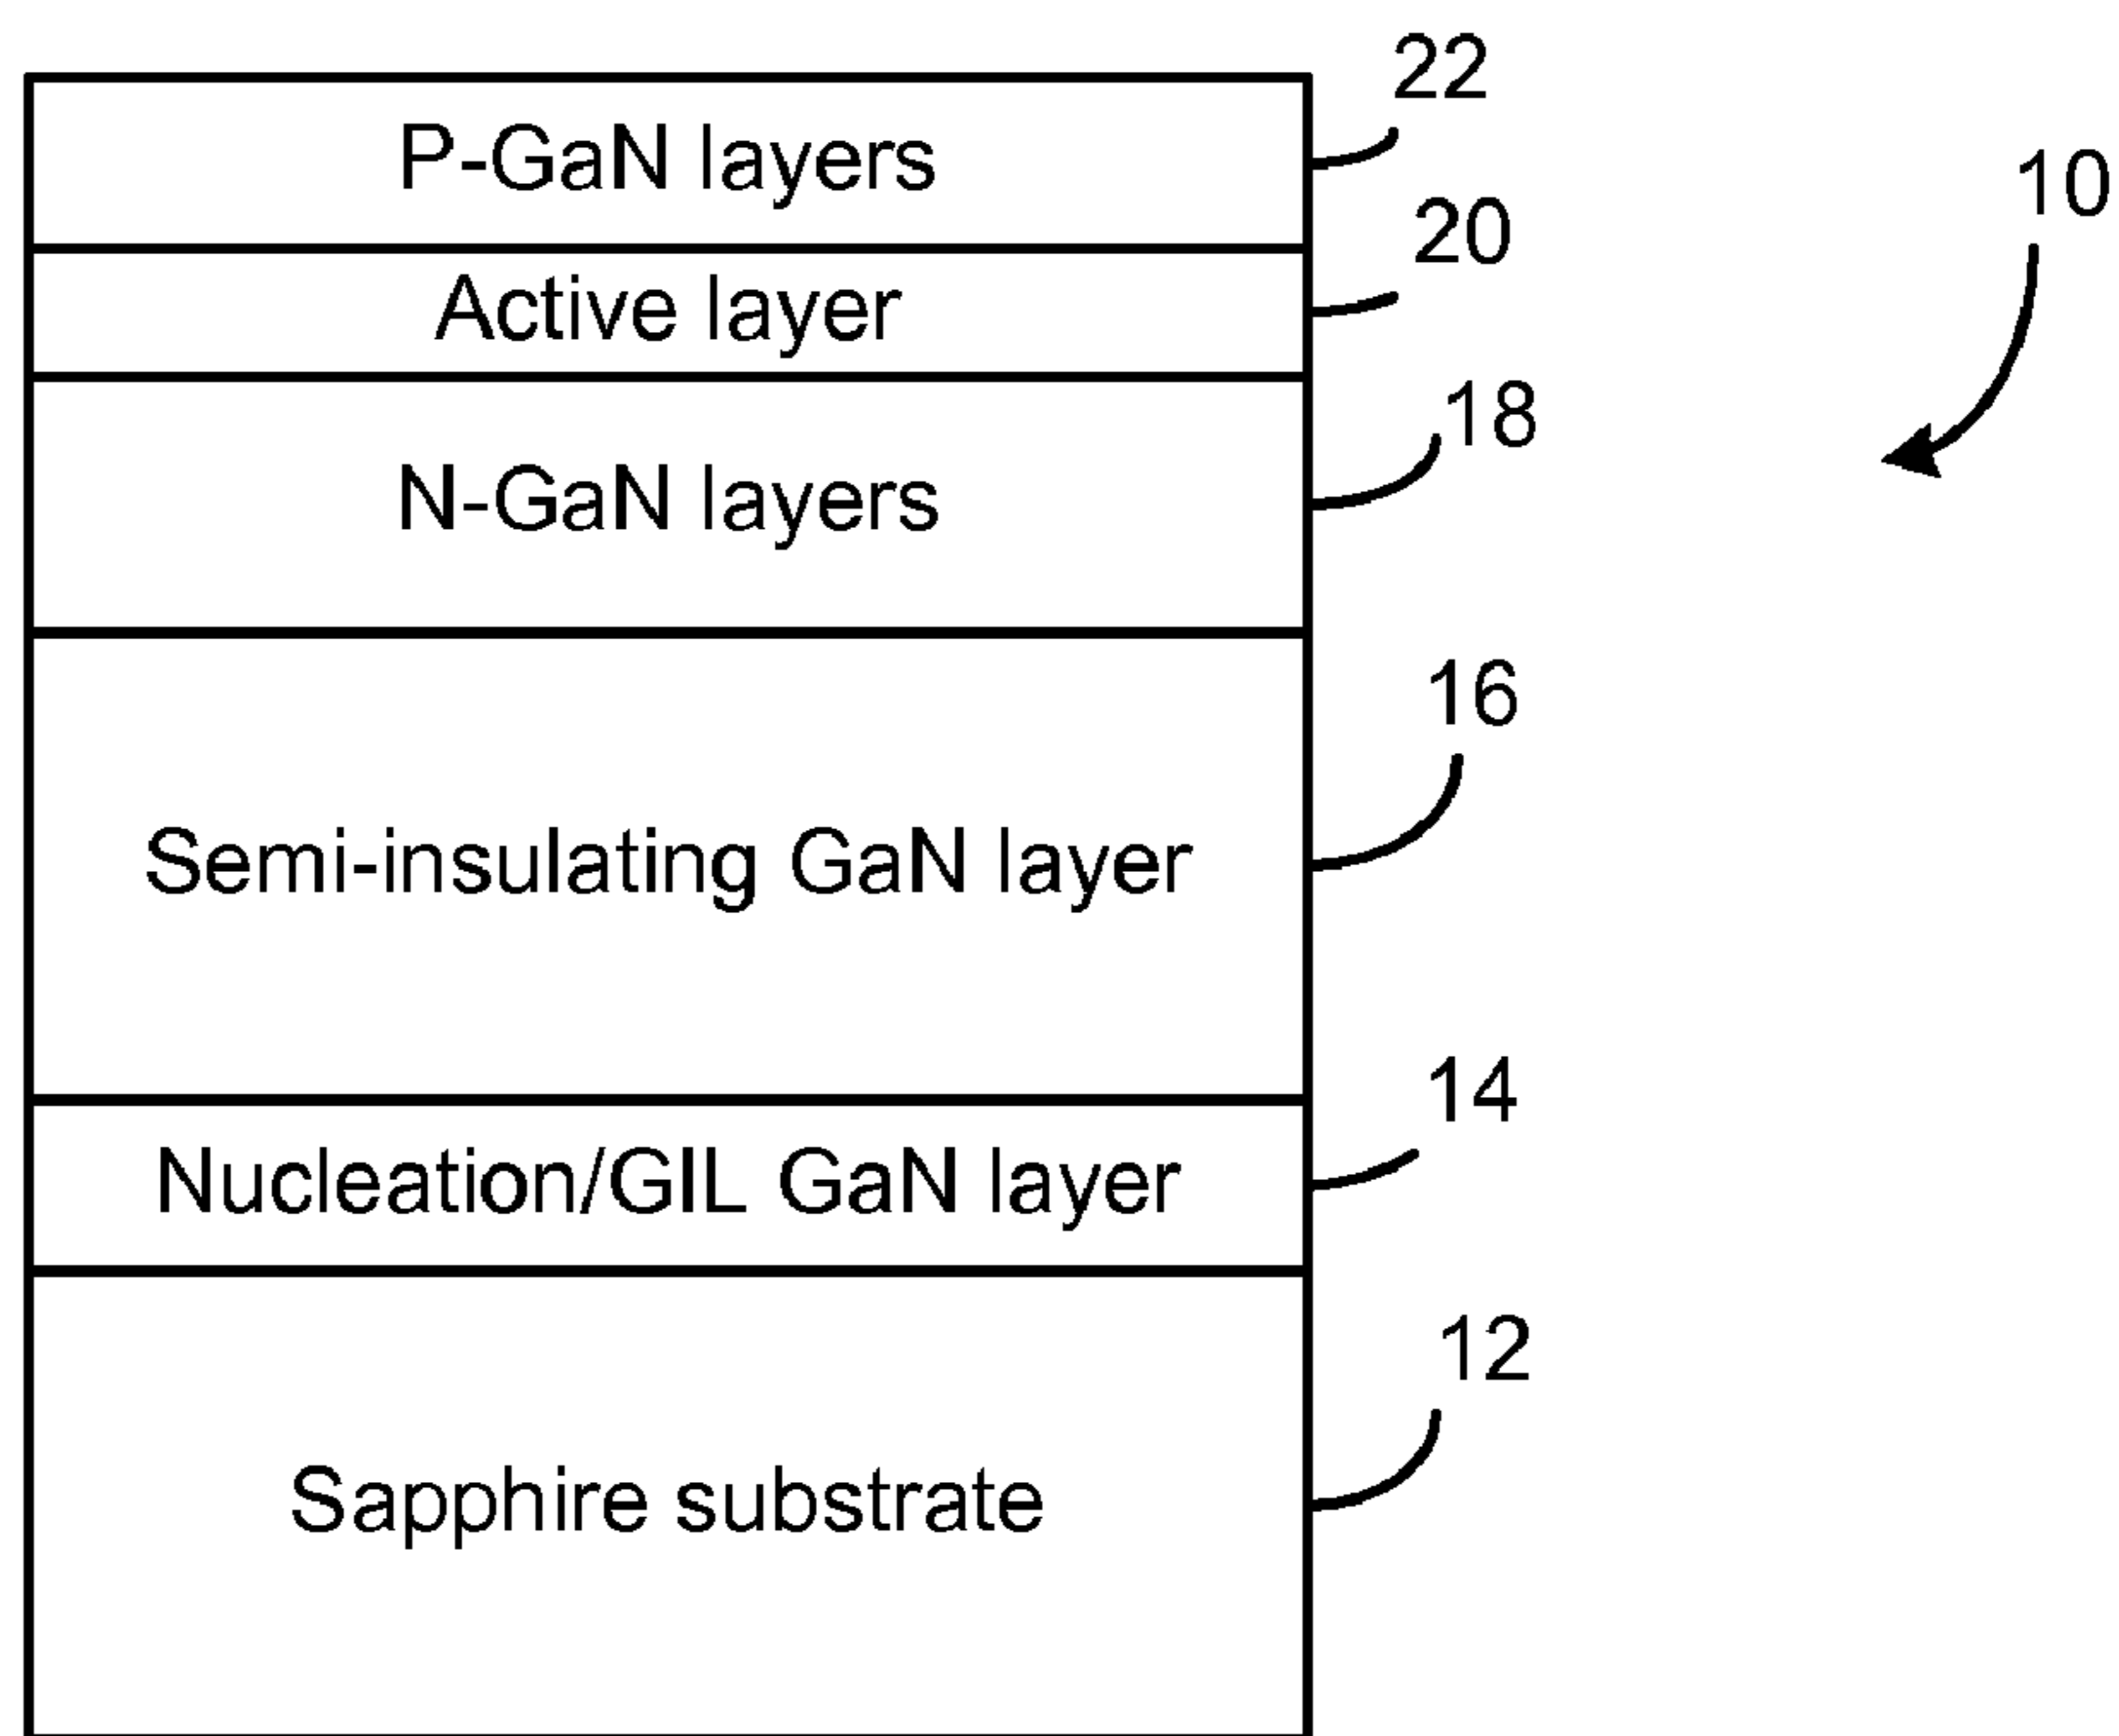 22
P-GaN layers
10
20
Active layer
18
N-GaN layers
16
Semi-insulating GaN layer
14
Nucleation/GIL GaN layer
12
Sapphire substrate